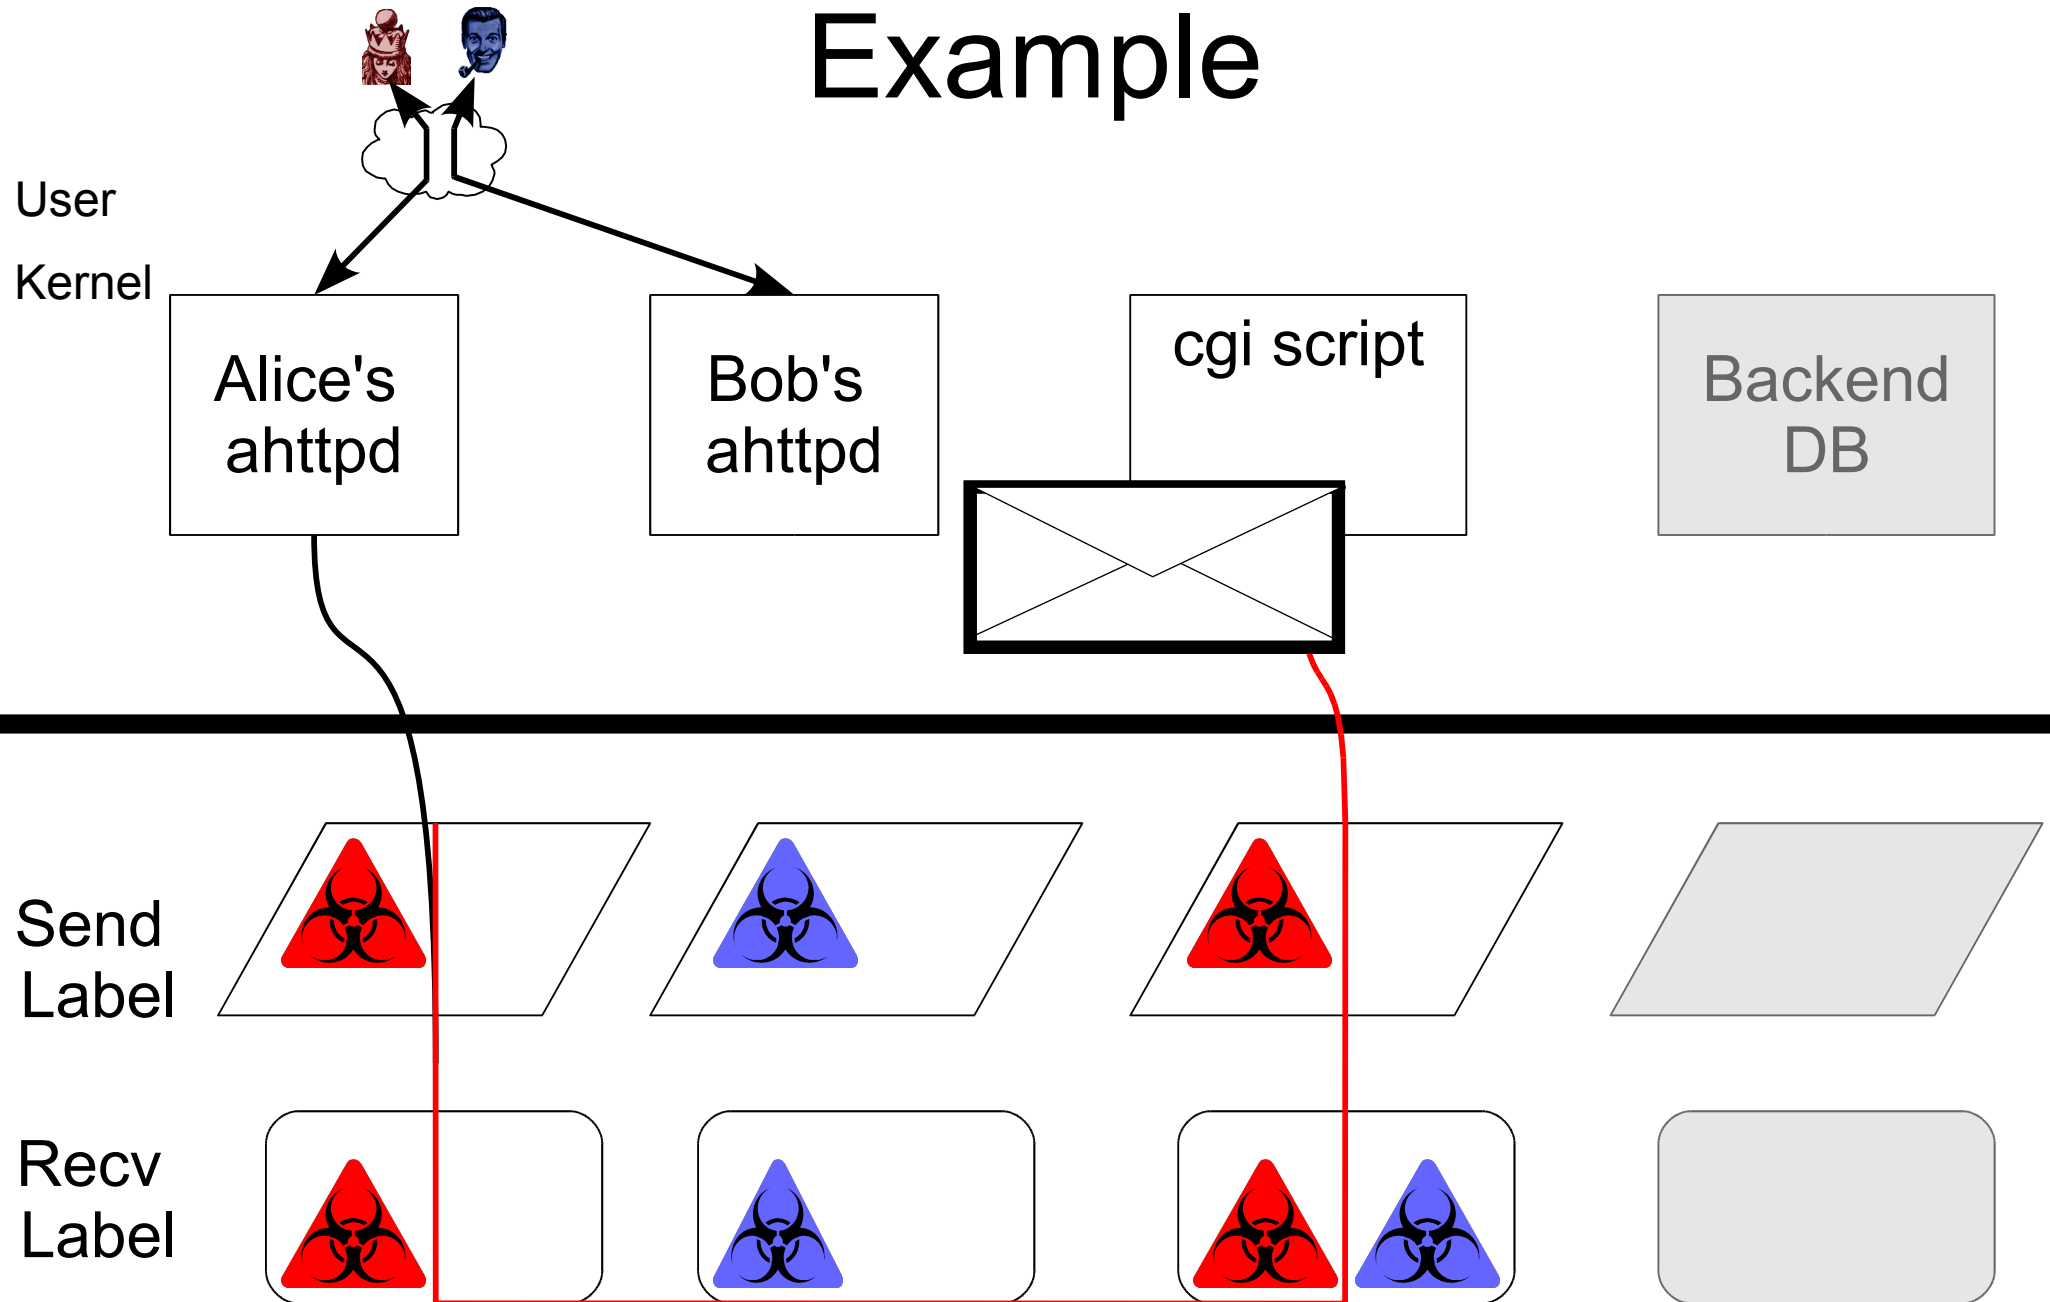 Example
User
Kernel
Alice's
ahttpd
Bob's
ahttpd
cgi script
Backend
DB
Send
Label
Recv
Label